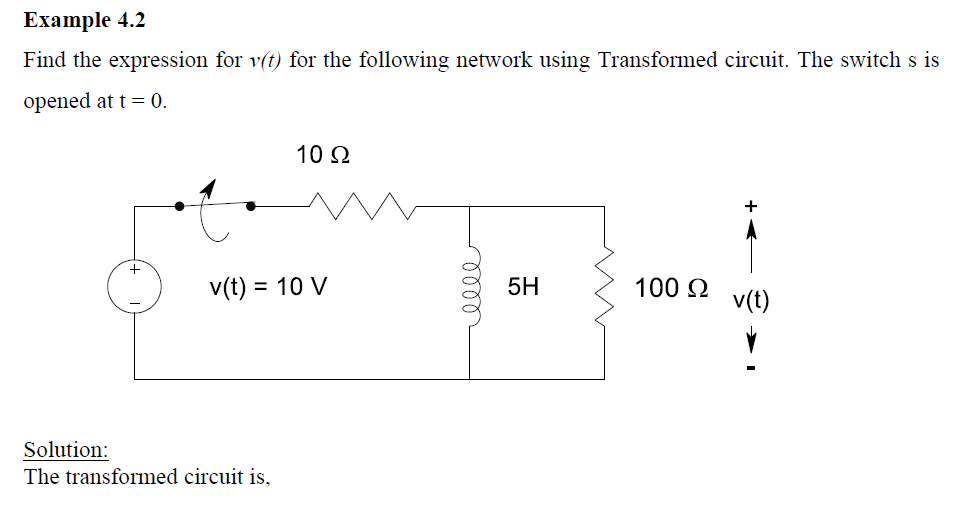 Example 4.2
Find the expression for v(t) for the following network using Transformed circuit. The switch s is
opened at t = 0.
10 Ω
+
+
v(t) = 10 V
5H
100 Ω
v(t)
-
-
Solution:
The transformed circuit is,